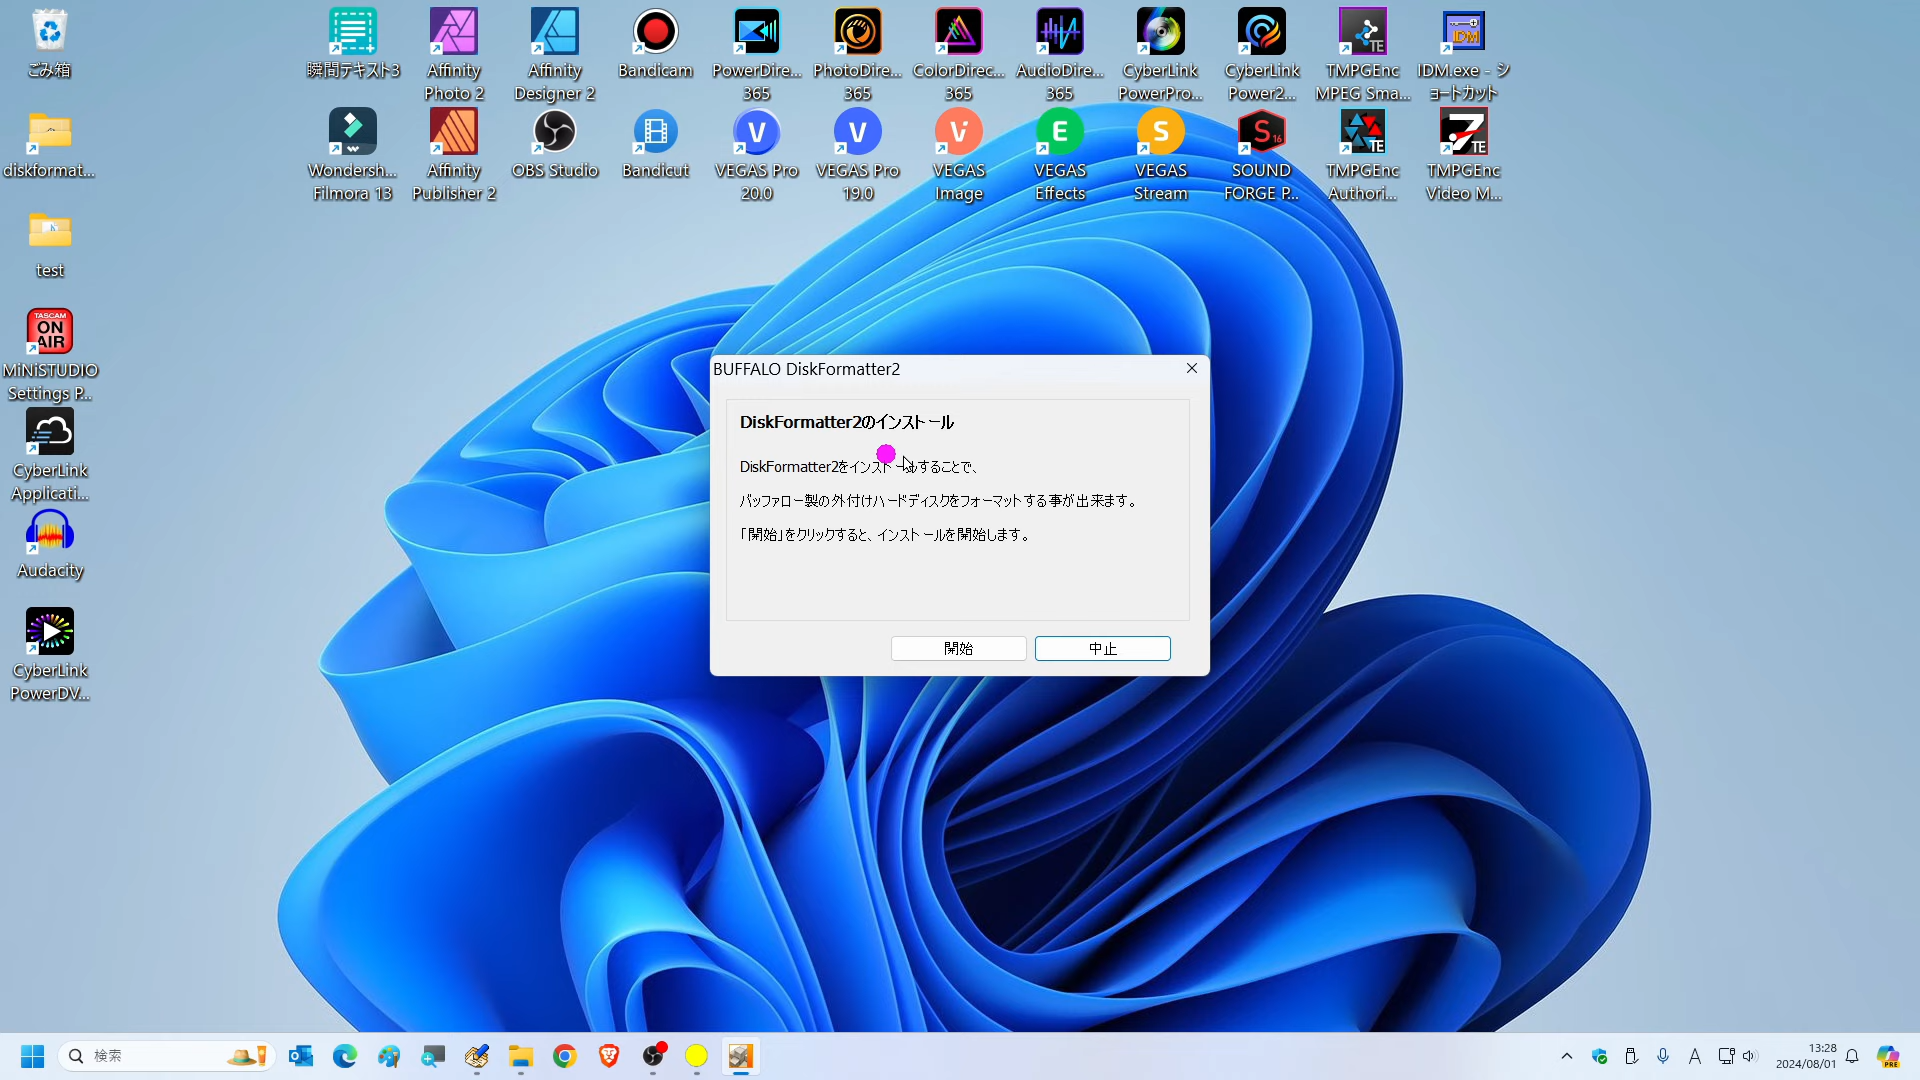 ごみ箱
diskformat...
test
TASCAM
ON
AIR
MiNiSTUDIO
Settings P...
CyberLink
Applicati...
Audacity
CyberLink
PowerDV...
瞬間テキスト3
Affinity
Photo 2
Affinity
Designer 2
Bandicam
PowerDire...
365
PhotoDire...
365
ColorDirec...
365
AudioDire...
365
CyberLink
PowerPro...
CyberLink
Power2...
TE
TMPGEnc
MPEG Sma...
IDM
IDM.exe - シ
ョートカット
Wondersh...
Filmora 13
Affinity
Publisher 2
OBS Studio
Bandicut
V
VEGAS Pro
20.0
V
VEGAS Pro
19.0
Vi
VEGAS
Image
E
VEGAS
Effects
S
VEGAS
Stream
S16
SOUND
FORGE P...
TE
TMPGEnc
Authori...
TE
TMPGEnc
Video M...
BUFFALO DiskFormatter2
DiskFormatter2のインストール
DiskFormatter2をインストールすることで、
バッファロー製の外付けハードディスクをフォーマットする事が出来ます。
「開始」をクリックすると、インストールを開始します。
開始
中止
検索
A
13:28
2024/08/01
PRE